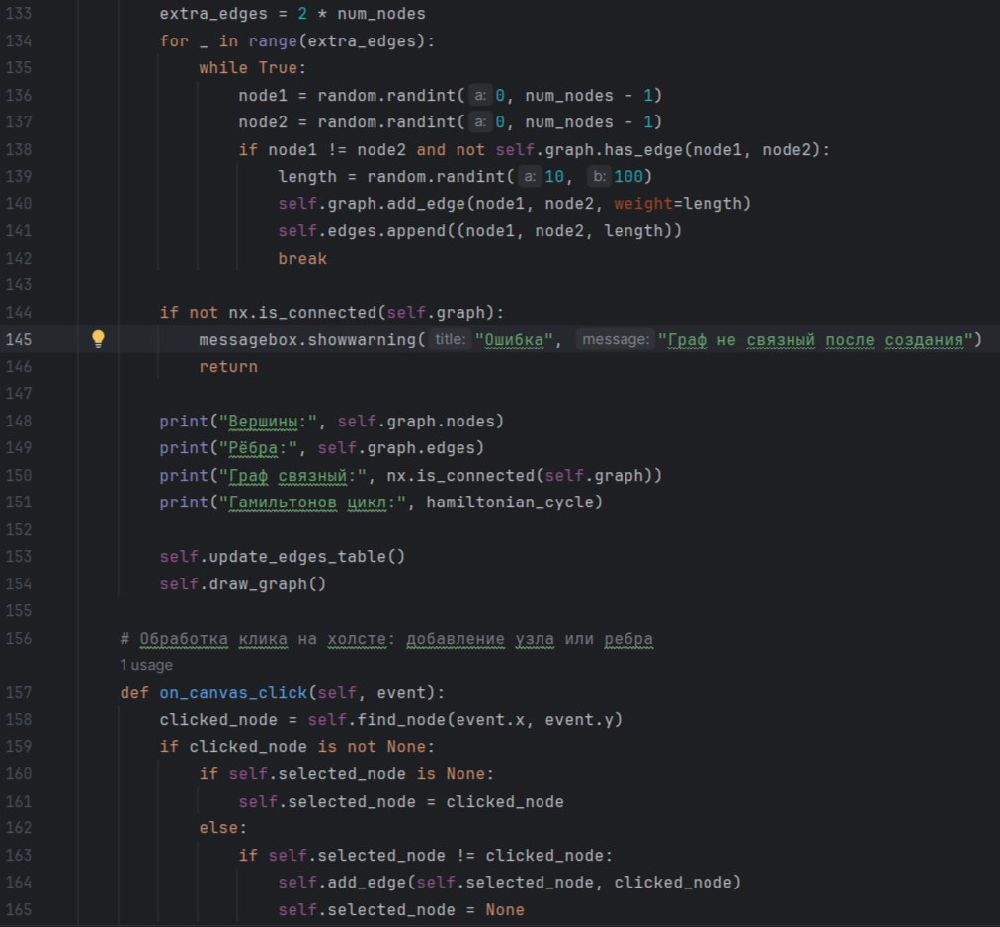 133 extra_edges = 2 * num_nodes
134 for _ in range(extra_edges):
135 while True:
136 node1 = random.randint( a: 0, num_nodes - 1)
137 node2 = random.randint( a: 0, num_nodes - 1)
138 if node1 != node2 and not self.graph.has_edge(node1, node2):
139 length = random.randint( a: 10, b: 100)
140 self.graph.add_edge(node1, node2, weight=length)
141 self.edges.append((node1, node2, length))
142 break
143
144 if not nx.is_connected(self.graph):
145 messagebox.showwarning( title: "Ошибка", message: "Граф не связный после создания")
146 return
147
148 print("Вершины:", self.graph.nodes)
149 print("Рёбра:", self.graph.edges)
150 print("Граф связный:", nx.is_connected(self.graph))
151 print("Гамильтонов цикл:", hamiltonian_cycle)
152
153 self.update_edges_table()
154 self.draw_graph()
155
156 # Обработка клика на холсте: добавление узла или ребра
1 usage
157 def on_canvas_click(self, event):
158 clicked_node = self.find_node(event.x, event.y)
159 if clicked_node is not None:
160 if self.selected_node is None:
161 self.selected_node = clicked_node
162 else:
163 if self.selected_node != clicked_node:
164 self.add_edge(self.selected_node, clicked_node)
165 self.selected_node = None